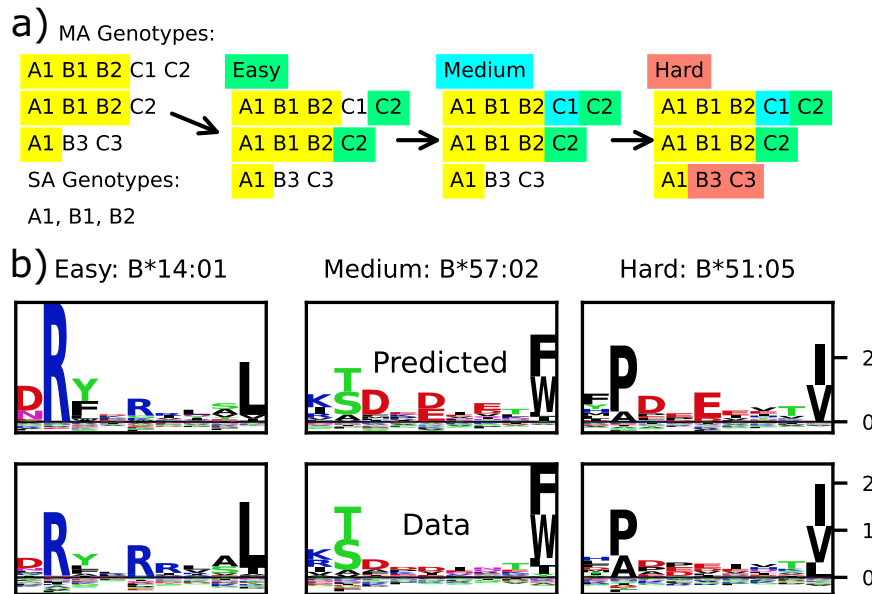 a) MA Genotypes:
A1 B1 B2 C1 C2
A1 B1 B2 C2
A1 B3 C3
SA Genotypes:
A1, B1, B2
Easy
A1 B1 B2 C1 C2
A1 B1 B2 C2
A1 B3 C3
Medium
A1 B1 B2 C1 C2
A1 B1 B2 C2
A1 B3 C3
Hard
A1 B1 B2 C1 C2
A1 B1 B2 C2
A1 B3 C3
b) Easy: B*14:01
Medium: B*57:02
Hard: B*51:05
D R Y F R L
K T S D D E F W
Predicted
P A D E T I V
2
0
D R Y R R A L
K T S D T F W
Data
P A D E T I V L
2
1
0